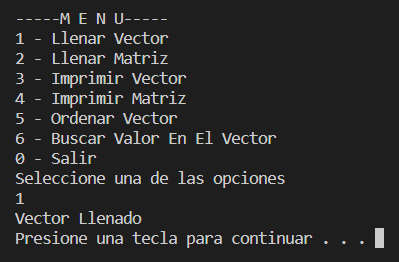 -----M E N U-----
1 - Llenar Vector
2 - Llenar Matriz
3 - Imprimir Vector
4 - Imprimir Matriz
5 - Ordenar Vector
6 - Buscar Valor En El Vector
0 - Salir
Seleccione una de las opciones
1
Vector Llenado
Presione una tecla para continuar . . .